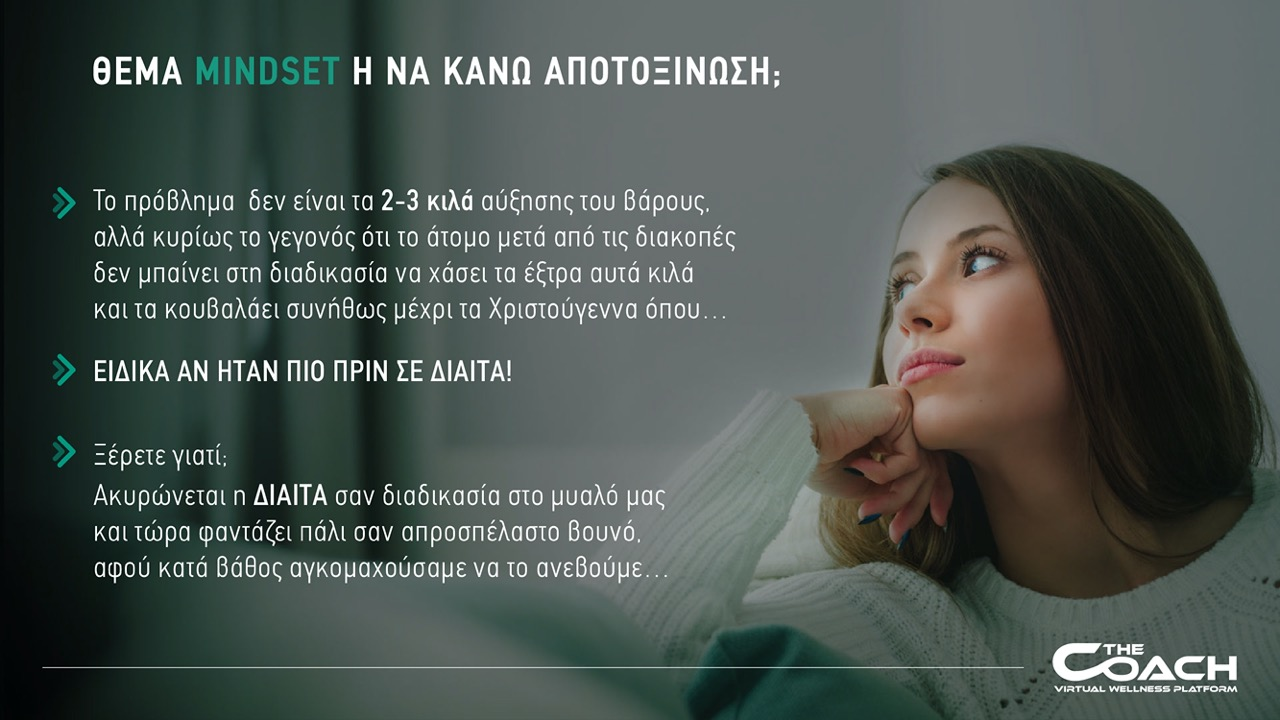 ΘΕΜΑ MINDSET Η ΝΑ ΚΑΝΩ ΑΠΟΤΟΞΙΝΩΣΗ;
Το πρόβλημα δεν είναι τα 2-3 κιλά αύξησης του βάρους,
αλλά κυρίως το γεγονός ότι το άτομο μετά από τις διακοπές
δεν μπαίνει στη διαδικασία να χάσει τα έξτρα αυτά κιλά
και τα κουβαλάει συνήθως μέχρι τα Χριστούγεννα όπου…
ΕΙΔΙΚΑ ΑΝ ΗΤΑΝ ΠΙΟ ΠΡΙΝ ΣΕ ΔΙΑΙΤΑ!
Ξέρετε γιατί;
Ακυρώνεται η ΔΙΑΙΤΑ σαν διαδικασία στο μυαλό μας
και τώρα φαντάζει πάλι σαν απροσπέλαστο βουνό,
αφού κατά βάθος αγκομαχούσαμε να το ανεβούμε…
THE
COACH
VIRTUAL WELLNESS PLATFORM